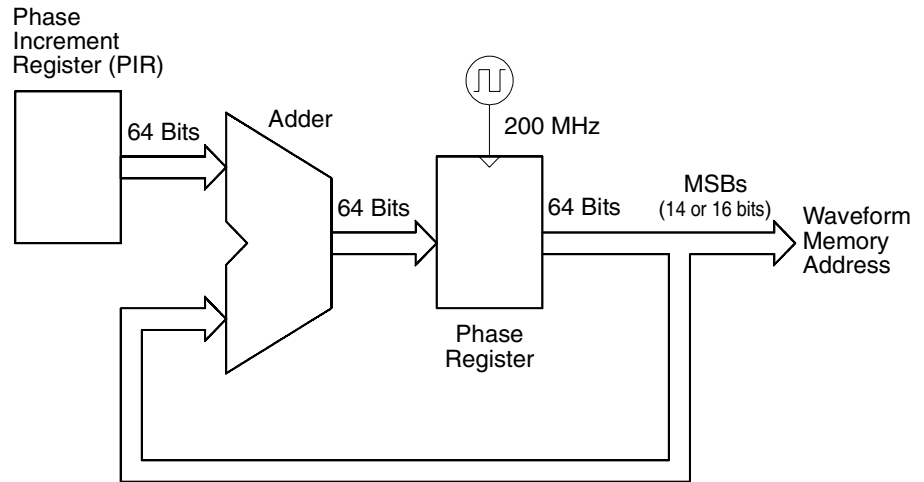 Phase
Increment
Register (PIR)
64 Bits
Adder
64 Bits
200 MHz
64 Bits
MSBs
(14 or 16 bits)
Waveform
Memory
Address
Phase
Register